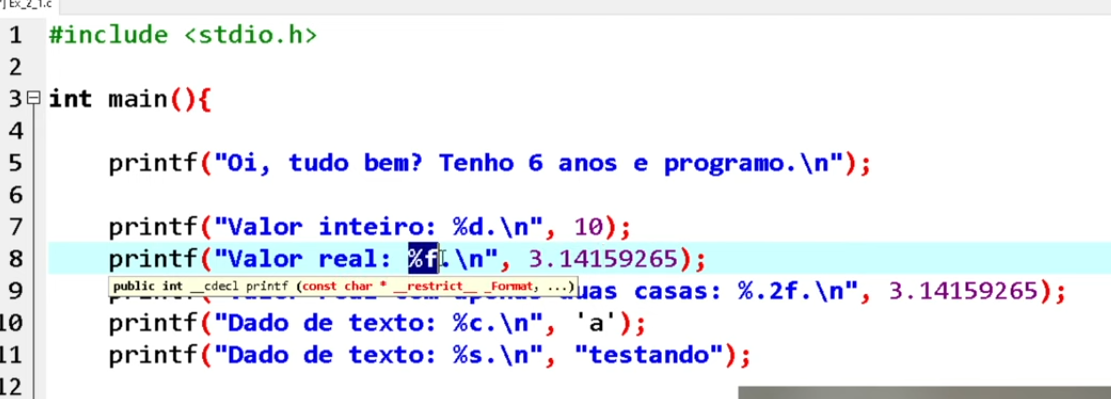 Ex_2_1.c
1 #include <stdio.h>
2
3 int main(){
4
5 printf("Oi, tudo bem? Tenho 6 anos e programo.\n");
6
7 printf("Valor inteiro: %d.\n", 10);
8 printf("Valor real: %f.\n", 3.14159265);
public int __cdecl printf (const char * __restrict__ _Format, ...)
9 duas casas: %.2f.\n", 3.14159265);
10 printf("Dado de texto: %c.\n", 'a');
11 printf("Dado de texto: %s.\n", "testando");
12